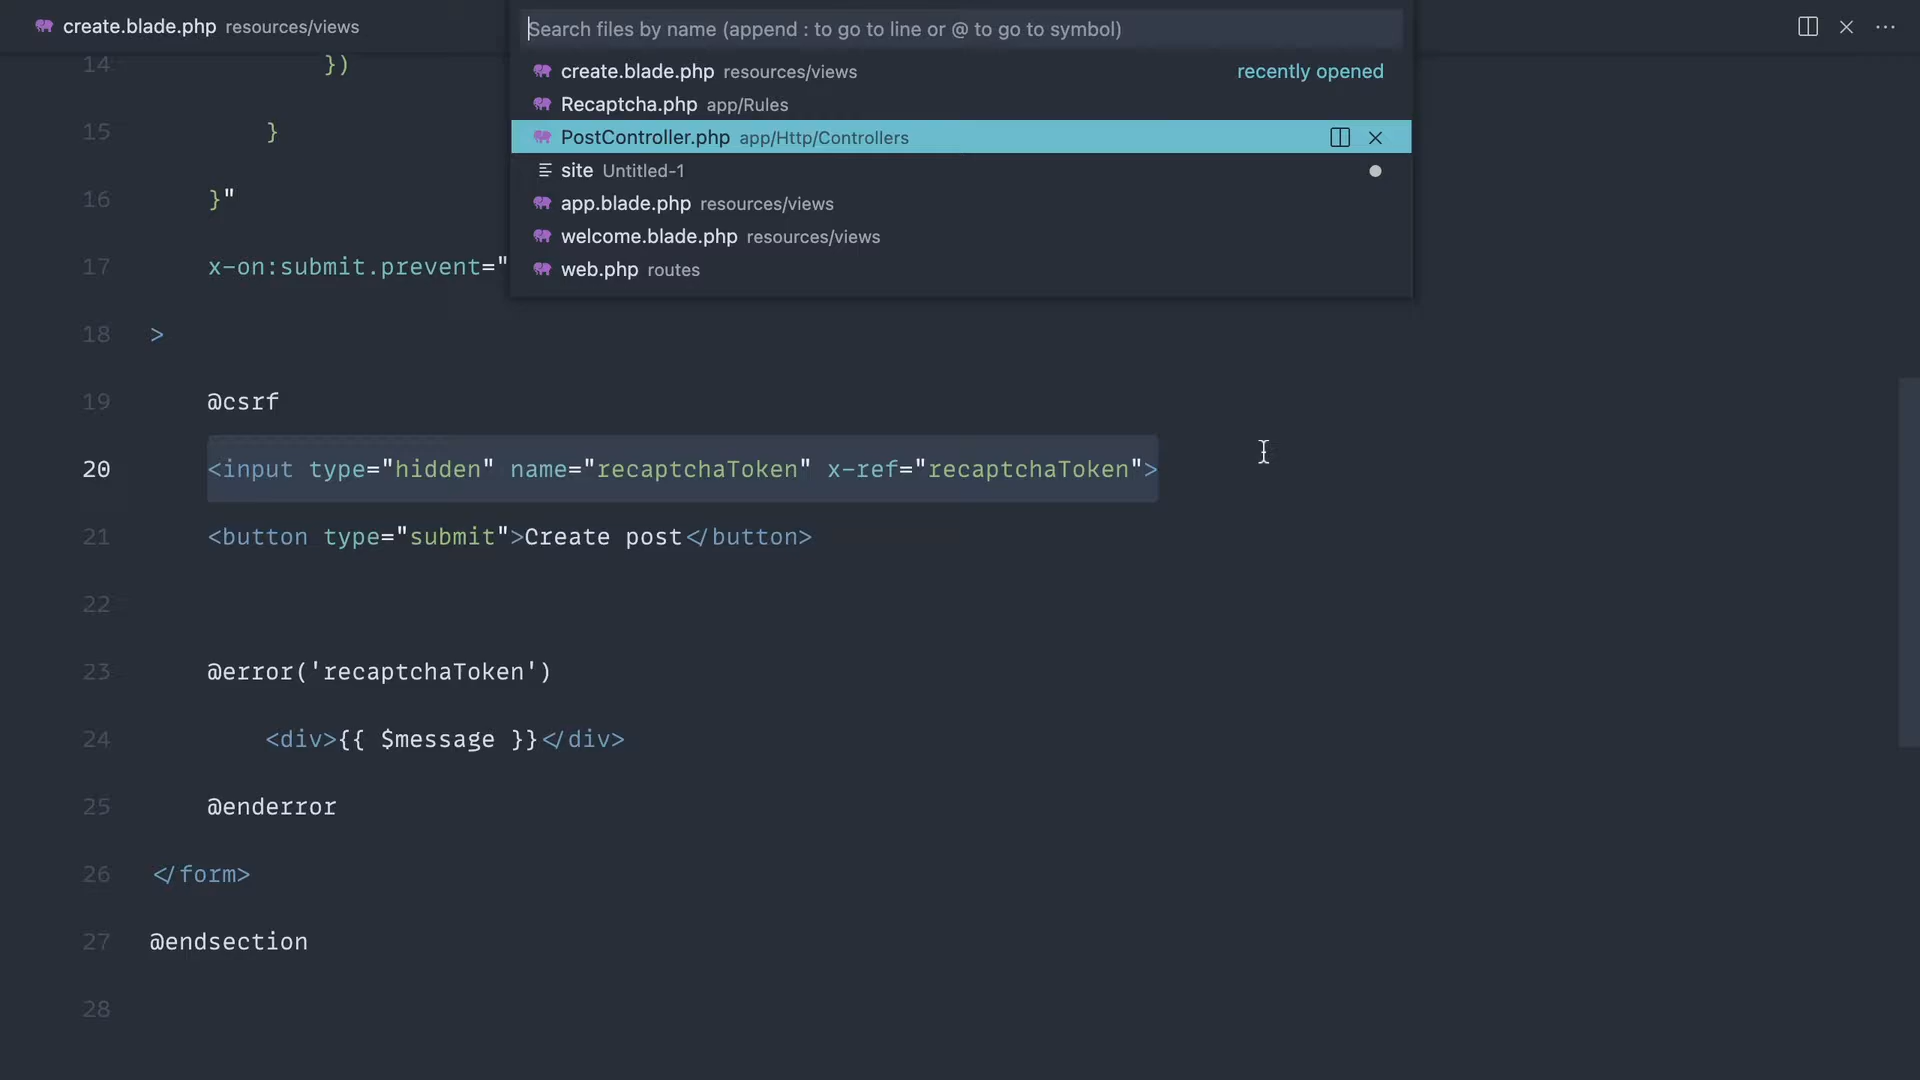 create.blade.php resources/views
Search files by name (append : to go to line or @ to go to symbol)
create.blade.php resources/views recently opened
Recaptcha.php app/Rules
PostController.php app/Http/Controllers
site Untitled-1
app.blade.php resources/views
welcome.blade.php resources/views
web.php routes
14 })
15 }
16 }"
17 x-on:submit.prevent="
18 >
19 @csrf
20 <input type="hidden" name="recaptchaToken" x-ref="recaptchaToken">
21 <button type="submit">Create post</button>
22
23 @error('recaptchaToken')
24 <div>{{ $message }}</div>
25 @enderror
26 </form>
27 @endsection
28